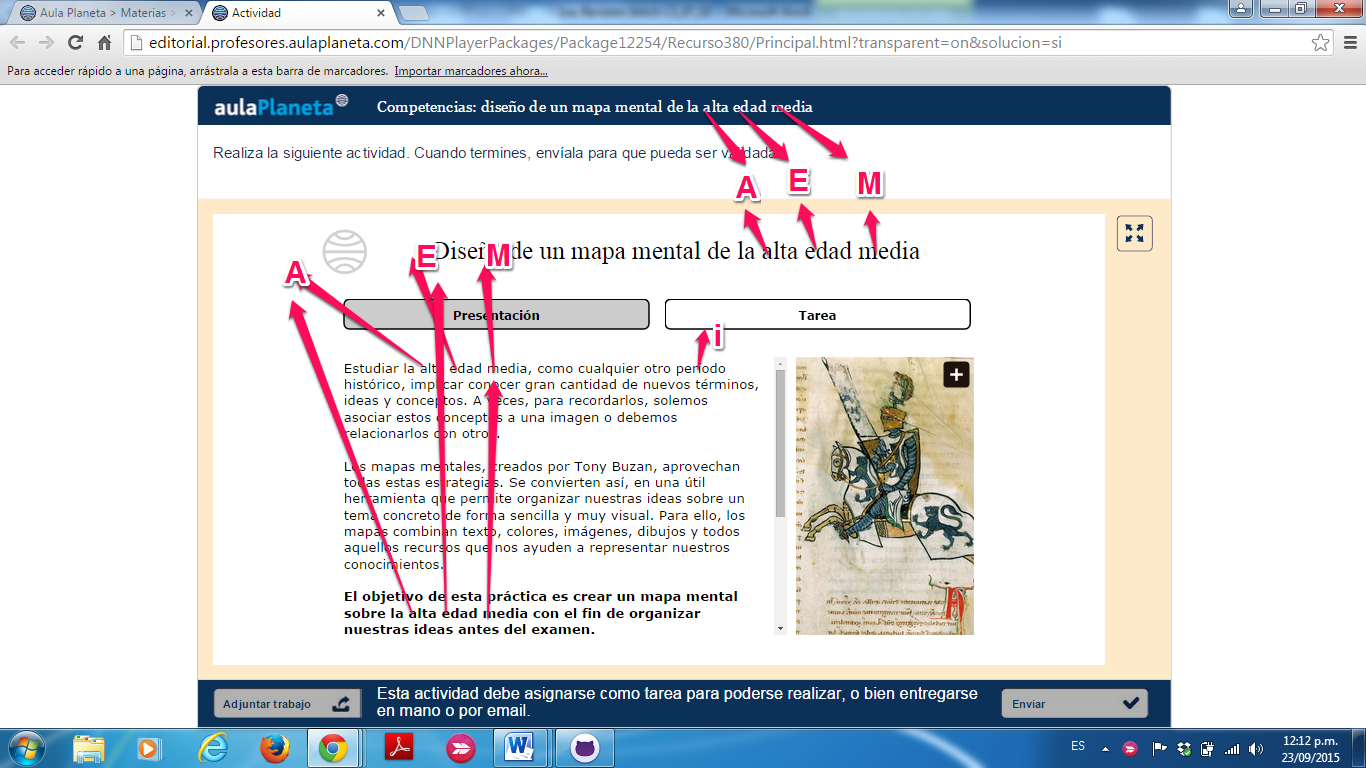 Aula Planeta > Materias >
Actividad
editorial.profesores.aulaplaneta.com/DNNPlayerPackages/Package12254/Recurso380/Principal.html?transparent=on&solucion=si
Para acceder rápido a una página, arrástrala a esta barra de marcadores. Importar marcadores ahora...
aulaPlaneta Competencias: diseño de un mapa mental de la alta edad media
Realiza la siguiente actividad. Cuando termines, envíala para que pueda ser validada.
A E M
Diseño de un mapa mental de la alta edad media
A E M
Presentación Tarea
i
Estudiar la alta edad media, como cualquier otro periodo
histórico, implicar conocer gran cantidad de nuevos términos,
ideas y conceptos. A veces, para recordarlos, solemos
asociar estos conceptos a una imagen o debemos
relacionarlos con otros.
Los mapas mentales, creados por Tony Buzan, aprovechan
todas estas estrategias. Se convierten así, en una útil
herramienta que permite organizar nuestras ideas sobre un
tema concreto de forma sencilla y muy visual. Para ello, los
mapas combinan texto, colores, imágenes, dibujos y todos
aquellos recursos que nos ayuden a representar nuestros
conocimientos.
El objetivo de esta práctica es crear un mapa mental
sobre la alta edad media con el fin de organizar
nuestras ideas antes del examen.
Adjuntar trabajo
Esta actividad debe asignarse como tarea para poderse realizar, o bien entregarse
en mano o por email.
Enviar
ES
12:12 p.m.
23/09/2015